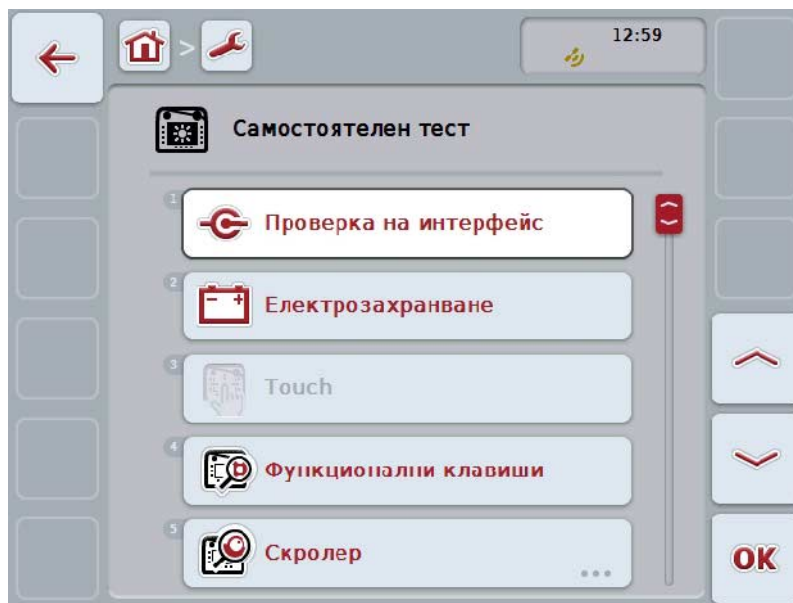 12:59
Самостоятелен тест
1
Проверка на интерфейс
2
Електрозахранване
3
Touch
4
Функционални клавиши
5
Скролер
OK